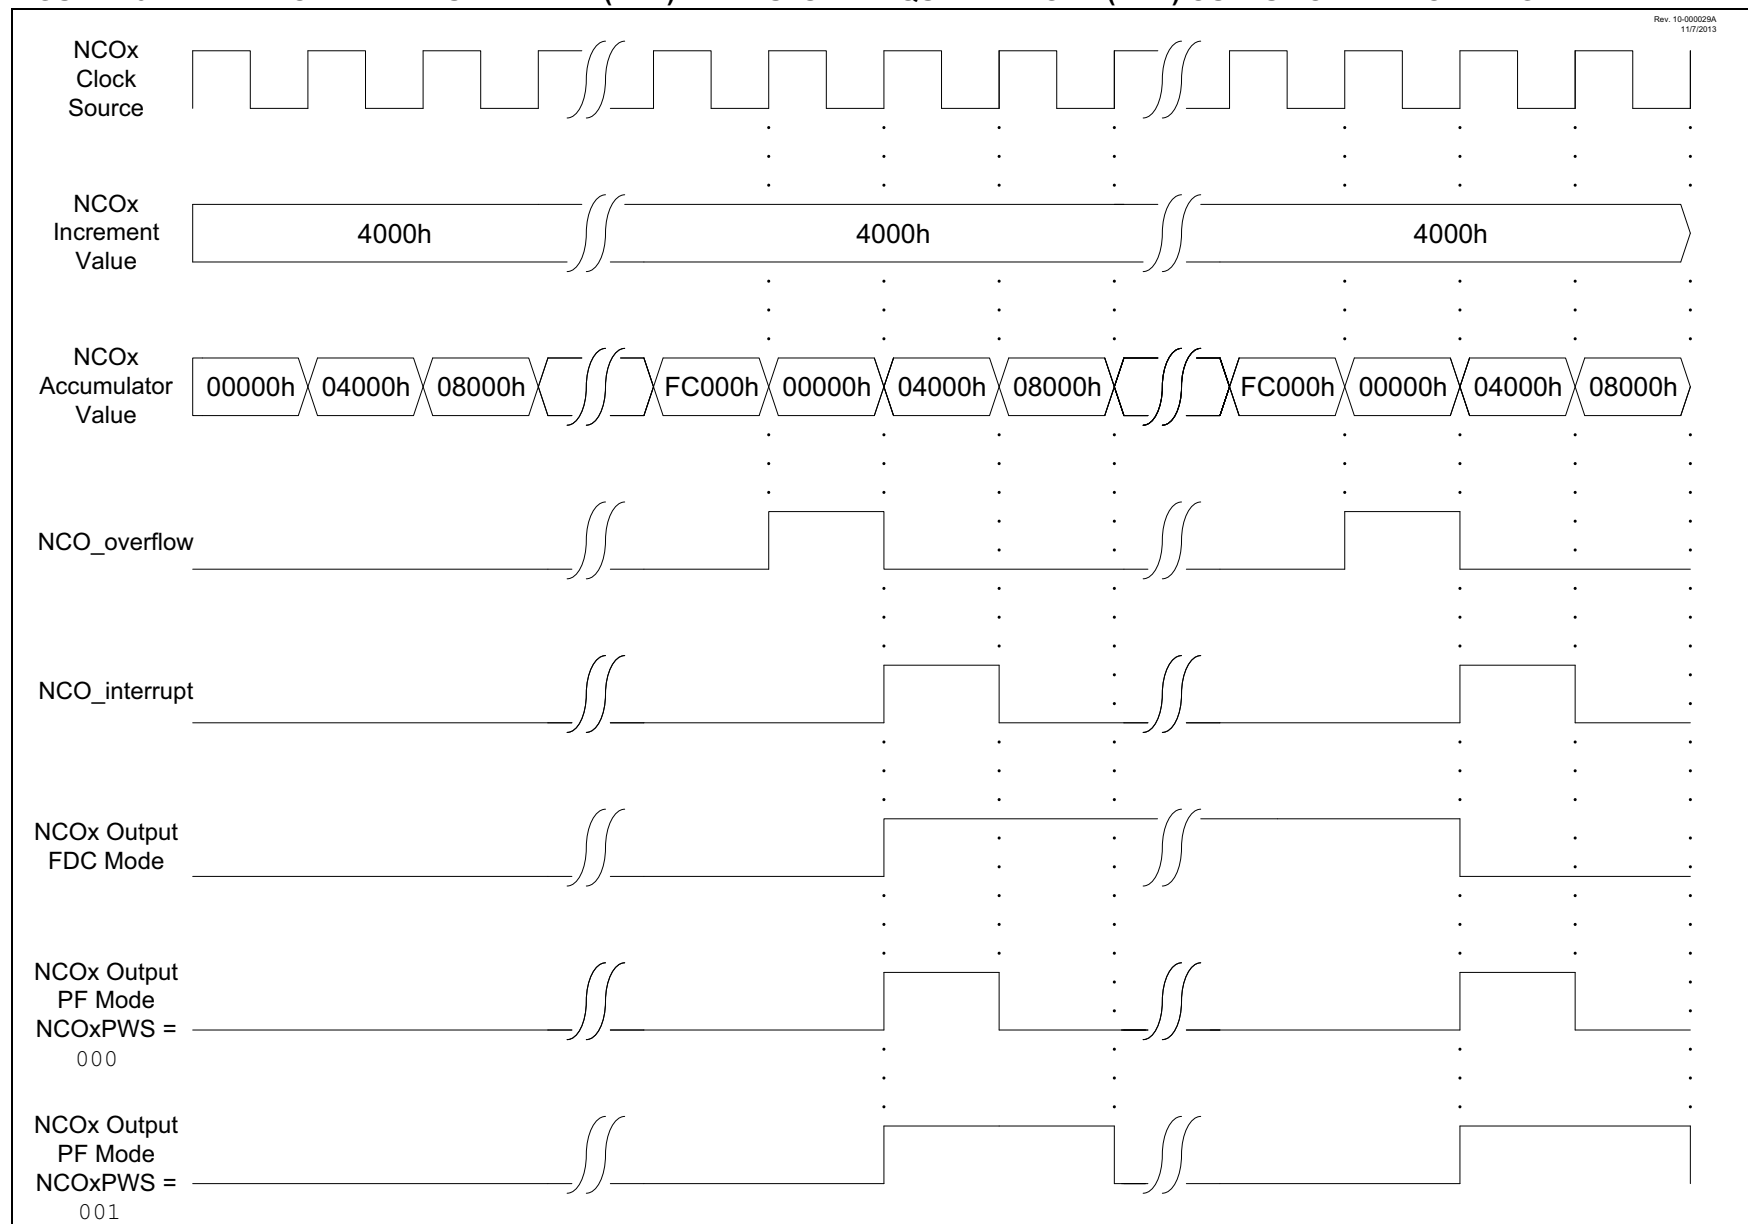 Rev. 10-000029A
11/7/2013
NCOx
Clock
Source
NCOx
Increment
Value
4000h 4000h 4000h
NCOx
Accumulator
Value
00000h 04000h 08000h FC000h 00000h 04000h 08000h FC000h 00000h 04000h 08000h
NCO_overflow
NCO_interrupt
NCOx Output
FDC Mode
NCOx Output
PF Mode
NCOxPWS =
000
NCOx Output
PF Mode
NCOxPWS =
001